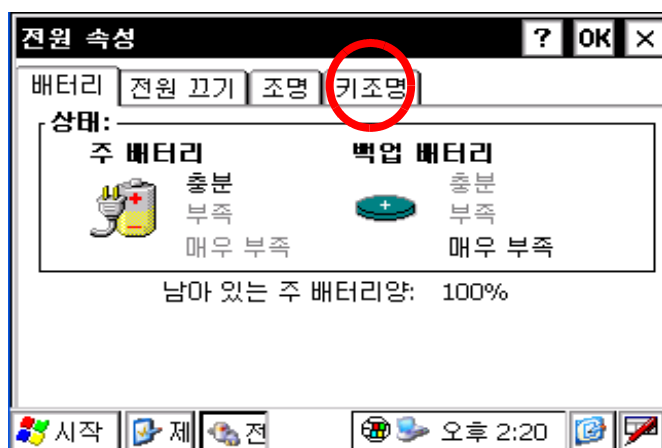 전원 속성 ? OK ×
배터리 전원 끄기 조명 키조명
상태:
주 배터리 백업 배터리
충분 충분
부족 부족
매우 부족 매우 부족
남아 있는 주 배터리양: 100%
시작 제 전 오후 2:20